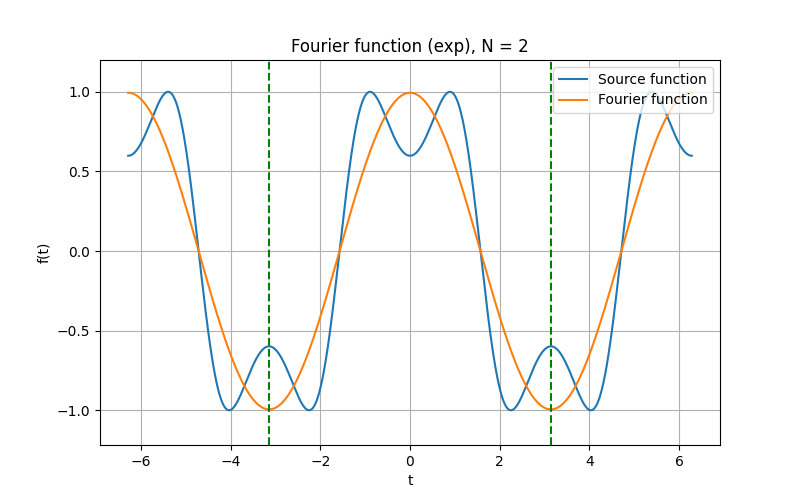 Fourier function (exp), N = 2
Source function
Fourier function
f(t)
1.0
0.5
0.0
−0.5
−1.0
−6
−4
−2
0
2
4
6
t